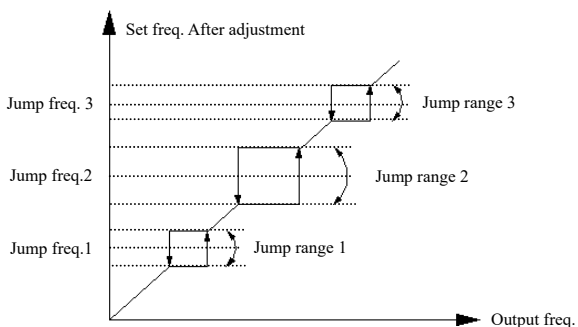 Set freq. After adjustment
Jump freq. 3
Jump range 3
Jump freq.2
Jump range 2
Jump freq.1
Jump range 1
Output freq.